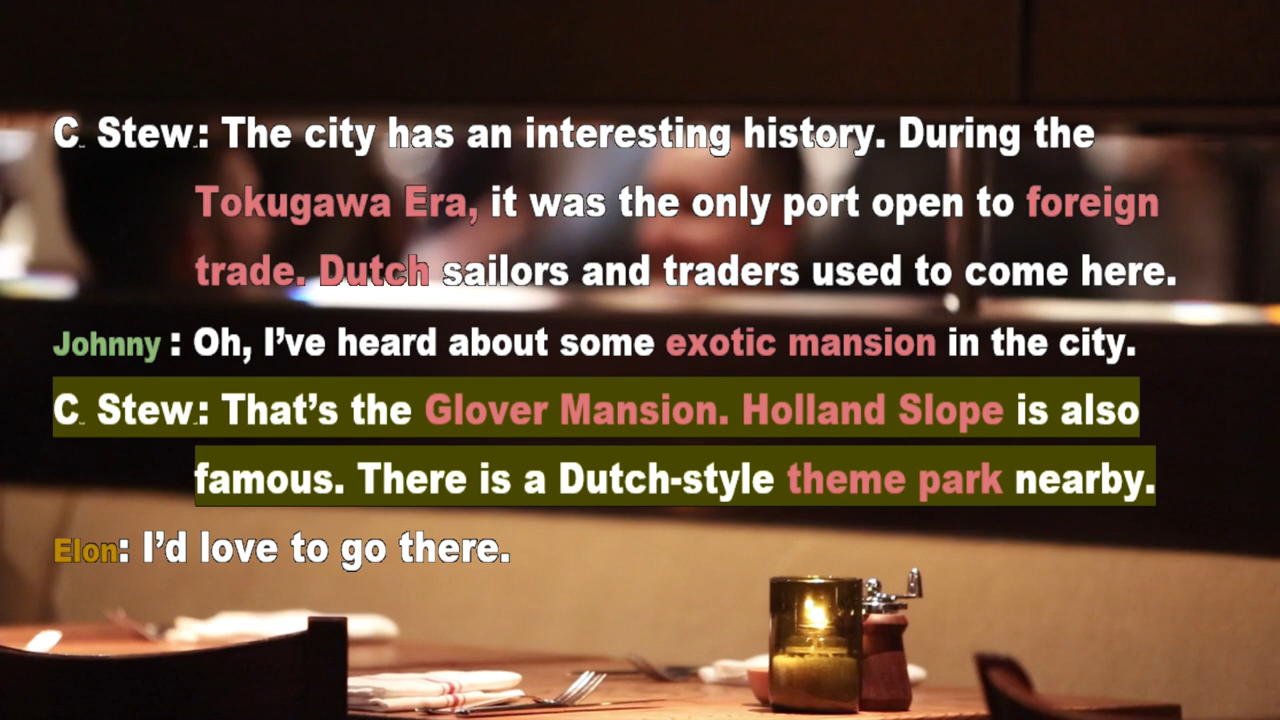 C. Stew.: The city has an interesting history. During the
Tokugawa Era, it was the only port open to foreign
trade. Dutch sailors and traders used to come here.
Johnny : Oh, I’ve heard about some exotic mansion in the city.
C. Stew.: That’s the Glover Mansion. Holland Slope is also
famous. There is a Dutch-style theme park nearby.
Elon: I’d love to go there.